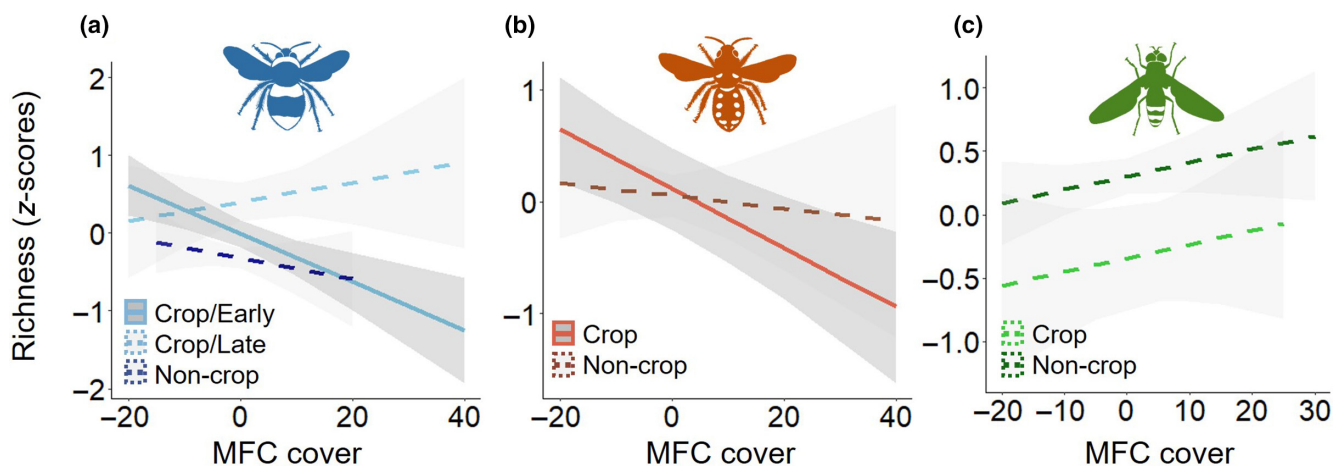 (a)
(b)
(c)
Richness (z-scores)
2
1
0
−1
−2
Crop/Early
Crop/Late
Non-crop
−20
0
20
40
MFC cover
1
0
−1
Crop
Non-crop
−20
0
20
40
MFC cover
1.0
0.5
0.0
−0.5
−1.0
Crop
Non-crop
−20
−10
0
10
20
30
MFC cover